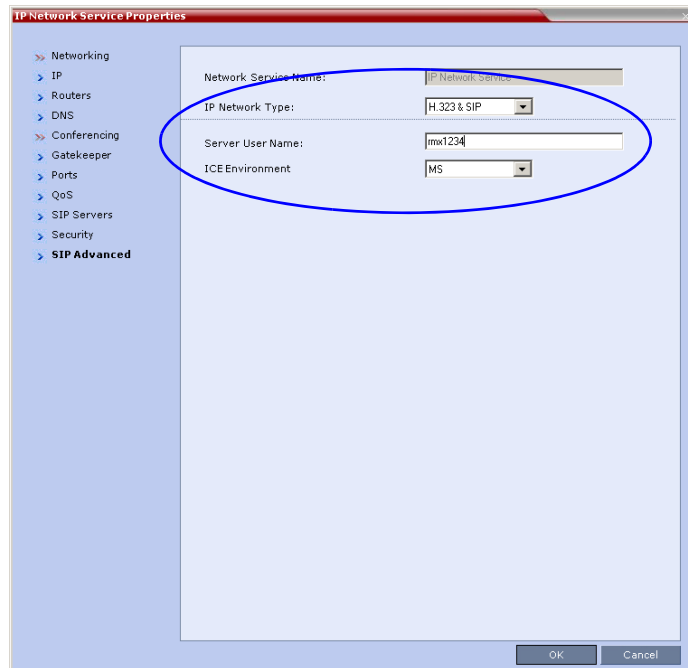 IP Network Service Properties
Networking
IP
Routers
DNS
Conferencing
Gatekeeper
Ports
QoS
SIP Servers
Security
SIP Advanced
Network Service Name: IP Network Service
IP Network Type: H.323 & SIP
Server User Name: rmx1234
ICE Environment MS
OK Cancel